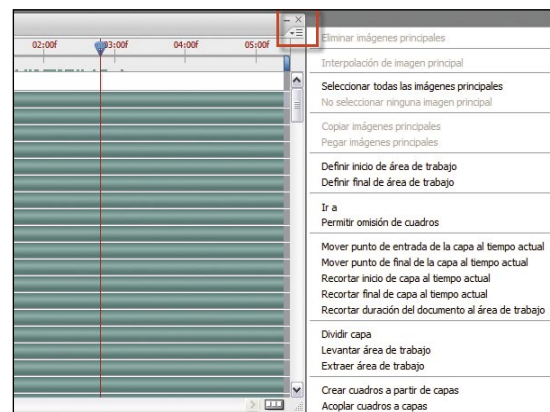 02:00f 03:00f 04:00f 05:00f
Eliminar imágenes principales
Interpolación de imagen principal
Seleccionar todas las imágenes principales
No seleccionar ninguna imagen principal
Copiar imágenes principales
Pegar imágenes principales
Definir inicio de área de trabajo
Definir final de área de trabajo
Ir a
Permitir omisión de cuadros
Mover punto de entrada de la capa al tiempo actual
Mover punto de final de la capa al tiempo actual
Recortar inicio de capa al tiempo actual
Recortar final de capa al tiempo actual
Recortar duración del documento al área de trabajo
Dividir capa
Levantar área de trabajo
Extraer área de trabajo
Crear cuadros a partir de capas
Acoplar cuadros a capas